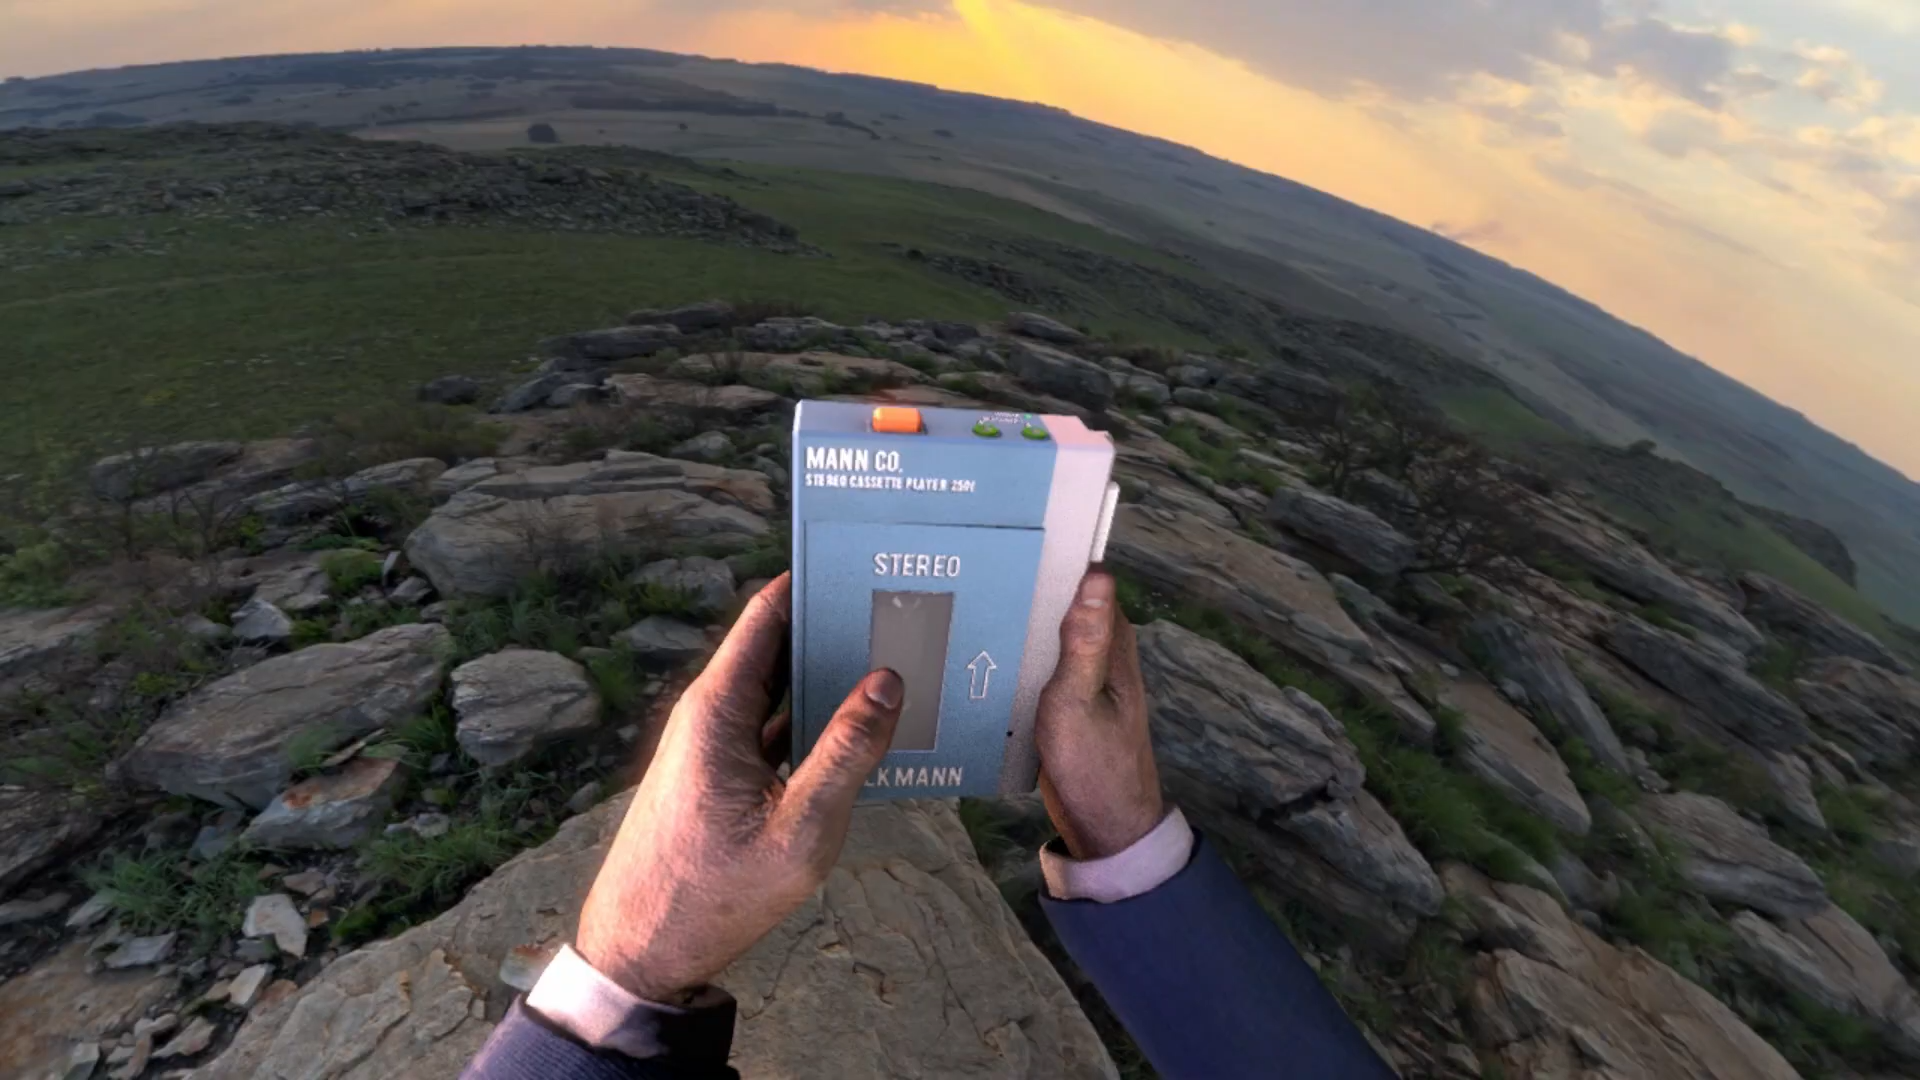 MANN CO.
STEREO CASSETTE PLAYER
STEREO
LKMANN